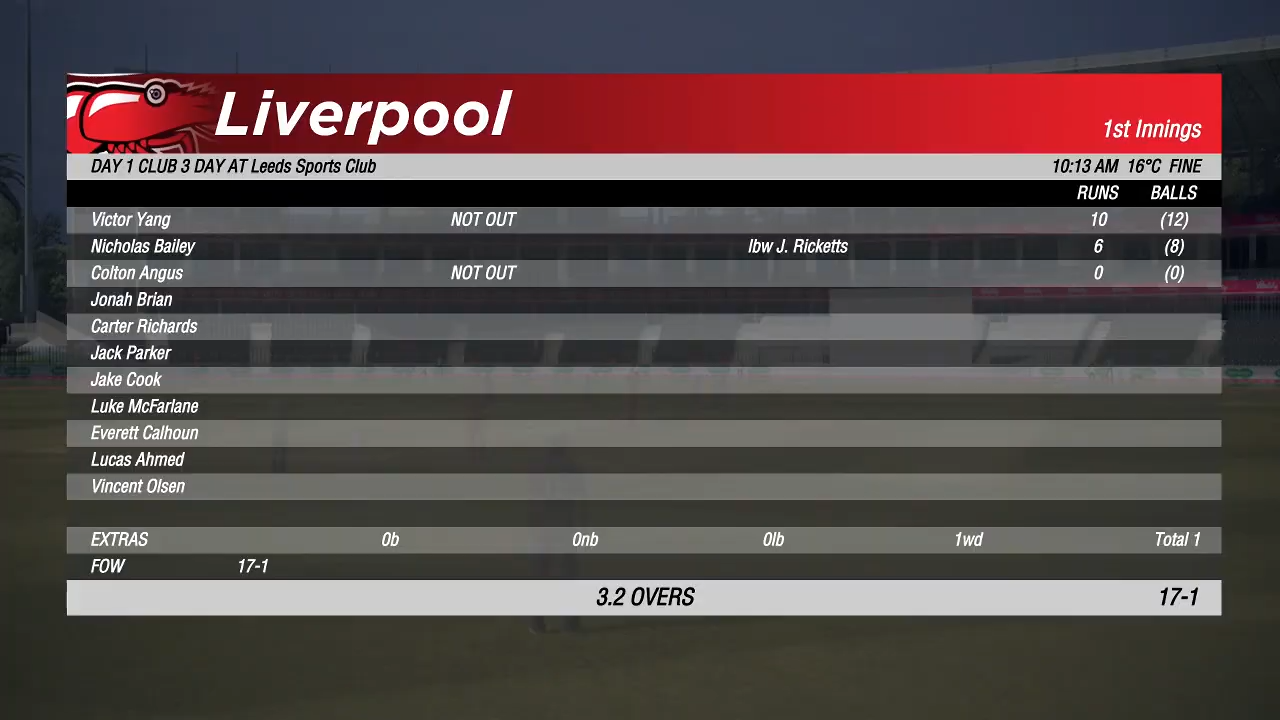 Liverpool
1st Innings
DAY 1 CLUB 3 DAY AT Leeds Sports Club 10:13 AM 16°C FINE
RUNS BALLS
Victor Yang NOT OUT 10 (12)
Nicholas Bailey lbw J. Ricketts 6 (8)
Colton Angus NOT OUT 0 (0)
Jonah Brian
Carter Richards
Jack Parker
Jake Cook
Luke McFarlane
Everett Calhoun
Lucas Ahmed
Vincent Olsen
EXTRAS 0b 0nb 0lb 1wd Total 1
FOW 17-1
3.2 OVERS 17-1